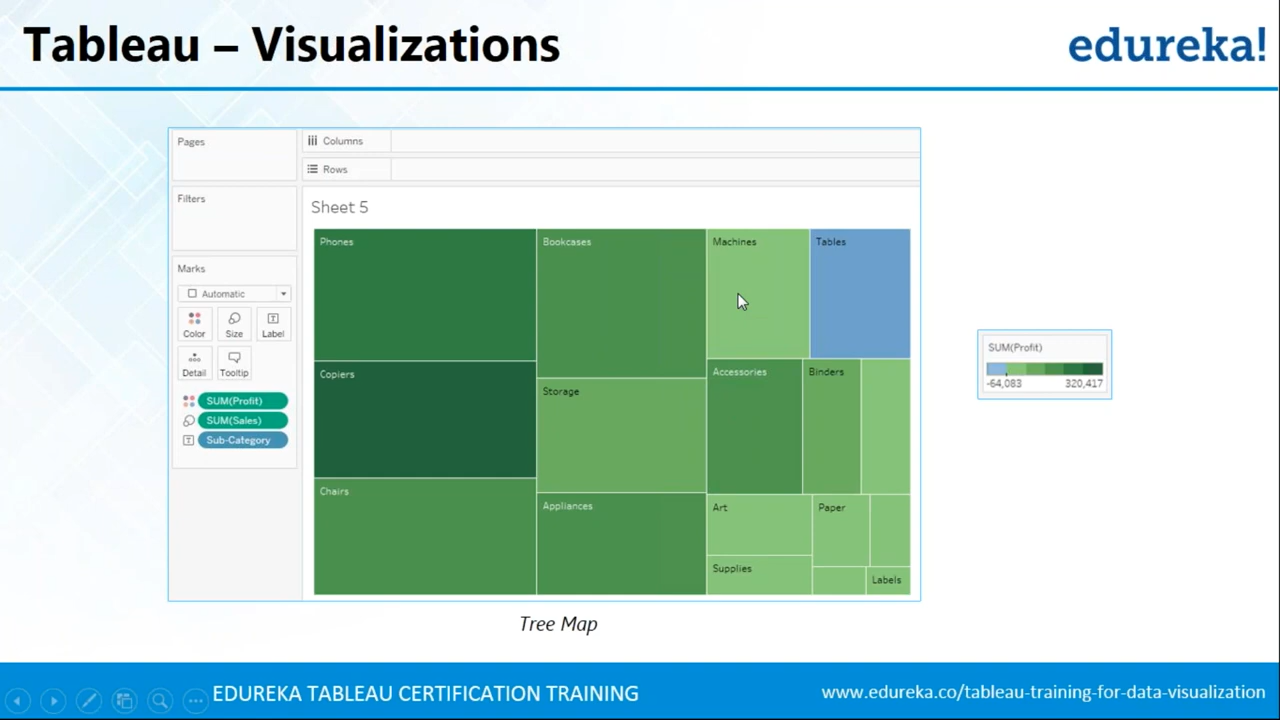 Tableau – Visualizations
edureka!
Pages
Columns
Rows
Filters
Sheet 5
Marks
Automatic
Color Size Label
Detail Tooltip
SUM(Profit)
SUM(Sales)
Sub-Category
Phones
Bookcases
Machines
Tables
Copiers
Storage
Accessories
Binders
Chairs
Appliances
Art
Paper
Supplies
Labels
SUM(Profit)
-64,083 320,417
Tree Map
EDUREKA TABLEAU CERTIFICATION TRAINING
www.edureka.co/tableau-training-for-data-visualization